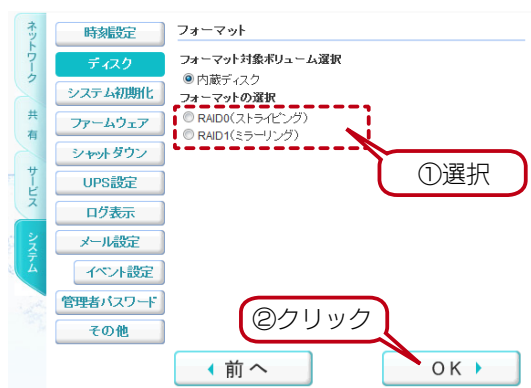 ネットワーク
共有
サービス
システム
時刻設定
ディスク
システム初期化
ファームウェア
シャットダウン
UPS設定
ログ表示
メール設定
イベント設定
管理者パスワード
その他
フォーマット
フォーマット対象ボリューム選択
内蔵ディスク
フォーマットの選択
RAID0(ストライピング)
RAID1(ミラーリング)
①選択
②クリック
前へ
OK